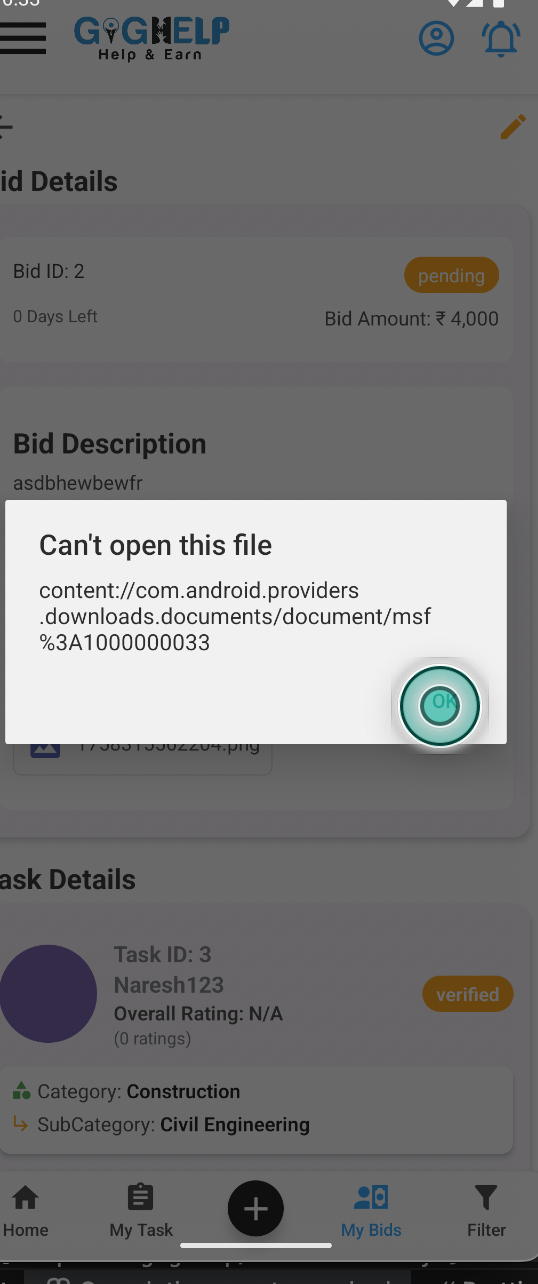 GIGHELP
Help & Earn
id Details
Bid ID: 2
pending
0 Days Left
Bid Amount: ₹ 4,000
Bid Description
asdbhewbewfr
Can't open this file
content://com.android.providers
.downloads.documents/document/msf
%3A1000000033
OK
ask Details
Task ID: 3
Naresh123
verified
Overall Rating: N/A
(0 ratings)
Category: Construction
SubCategory: Civil Engineering
Home
My Task
My Bids
Filter